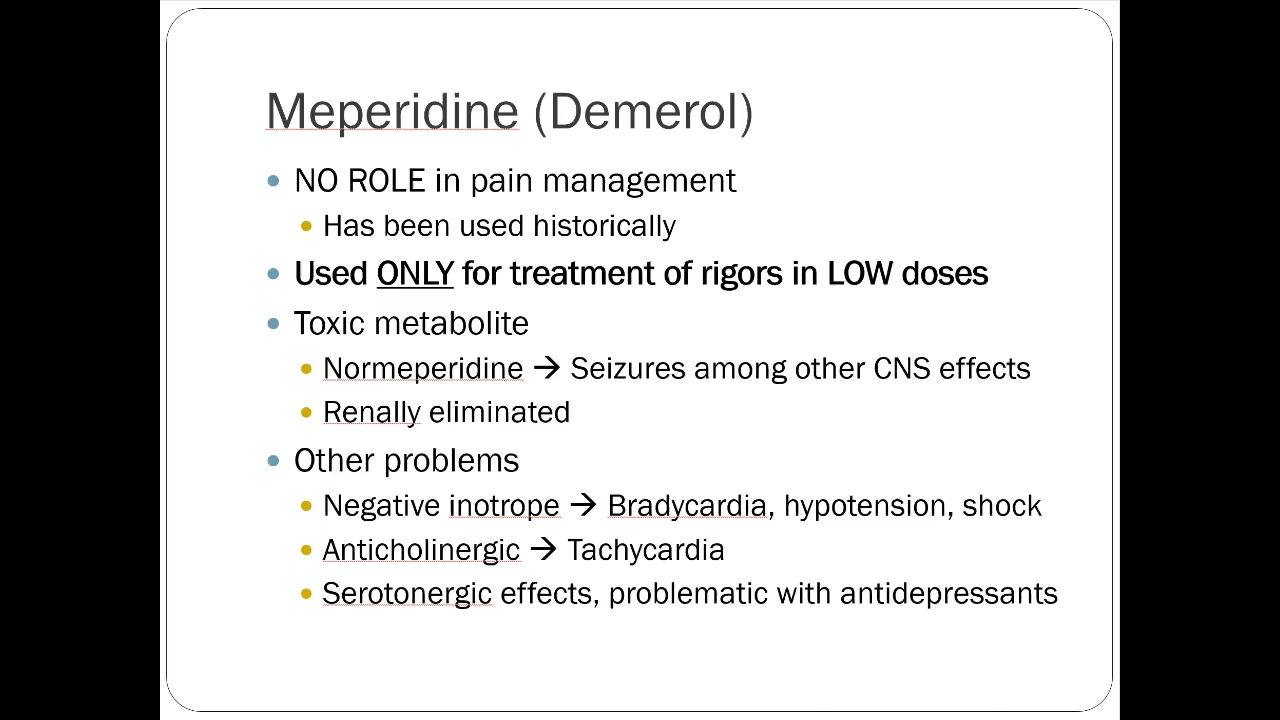 Meperidine (Demerol)
• NO ROLE in pain management
• Has been used historically
• Used ONLY for treatment of rigors in LOW doses
• Toxic metabolite
• Normeperidine → Seizures among other CNS effects
• Renally eliminated
• Other problems
• Negative inotrope → Bradycardia, hypotension, shock
• Anticholinergic → Tachycardia
• Serotonergic effects, problematic with antidepressants